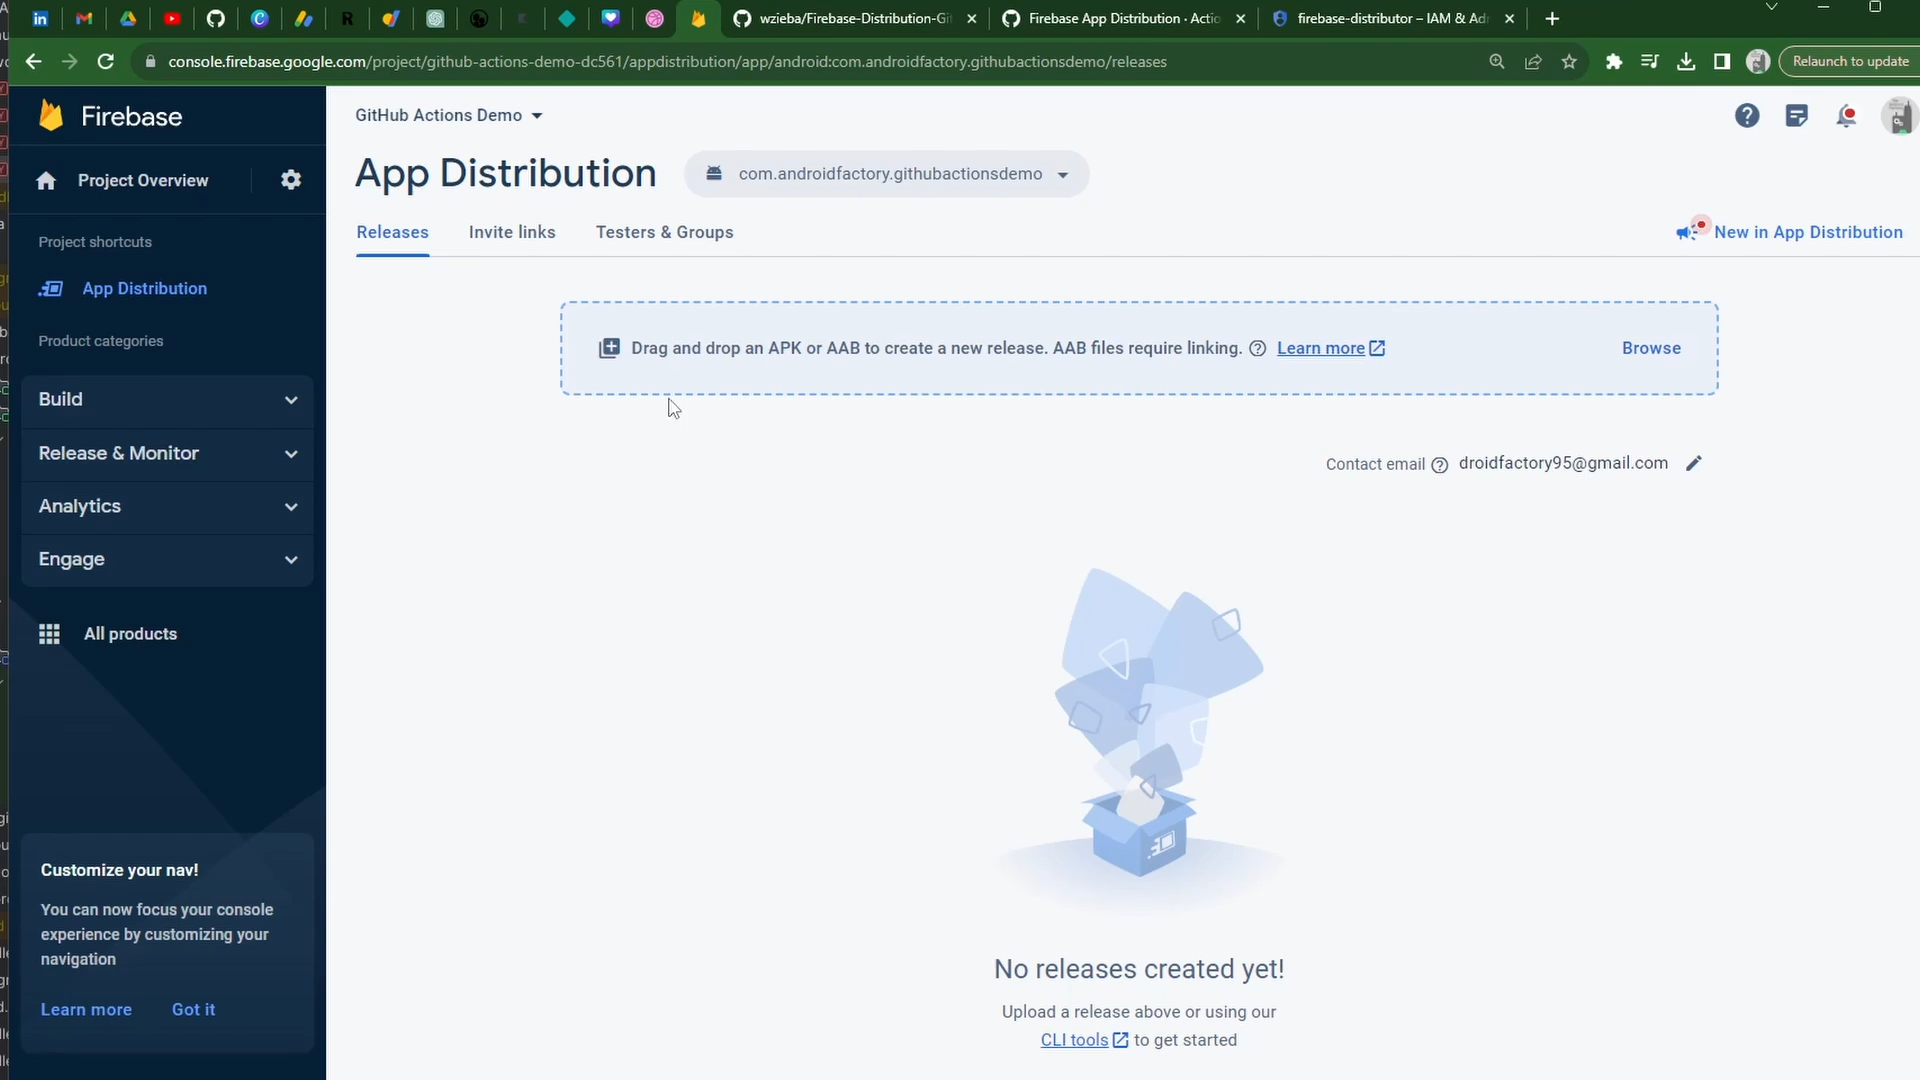 wzieba/Firebase-Distribution-Git
Firebase App Distribution · Actio
firebase-distributor – IAM & Ad
console.firebase.google.com/project/github-actions-demo-dc561/appdistribution/app/android:com.androidfactory.githubactionsdemo/releases
Relaunch to update
Firebase
GitHub Actions Demo
Project Overview
App Distribution
com.androidfactory.githubactionsdemo
Releases
Invite links
Testers & Groups
New in App Distribution
Project shortcuts
App Distribution
Product categories
Build
Release & Monitor
Analytics
Engage
All products
Drag and drop an APK or AAB to create a new release. AAB files require linking.
Learn more
Browse
Contact email
droidfactory95@gmail.com
No releases created yet!
Upload a release above or using our
CLI tools to get started
Customize your nav!
You can now focus your console
experience by customizing your
navigation
Learn more
Got it